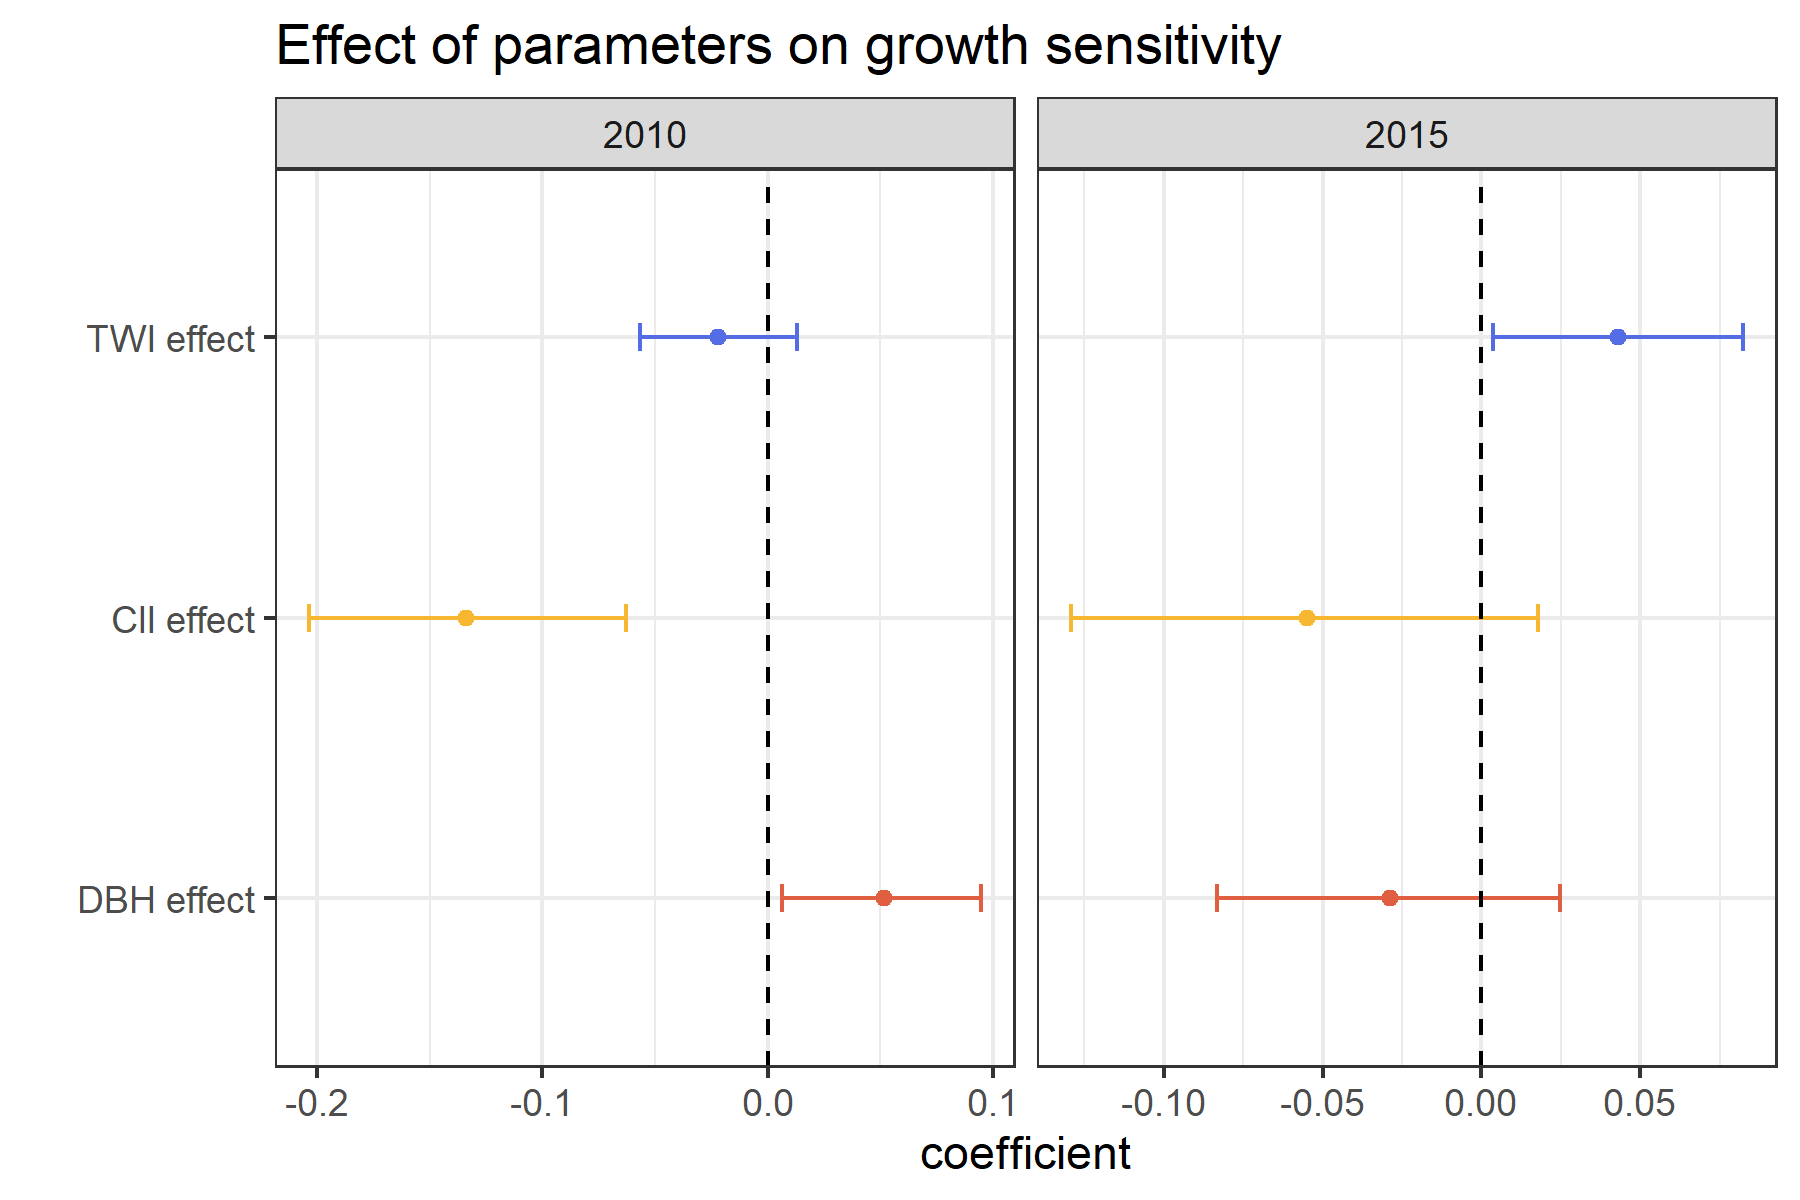 Effect of parameters on growth sensitivity
2010
2015
TWI effect
CII effect
DBH effect
-0.2
-0.1
0.0
0.1
-0.10
-0.05
0.00
0.05
coefficient